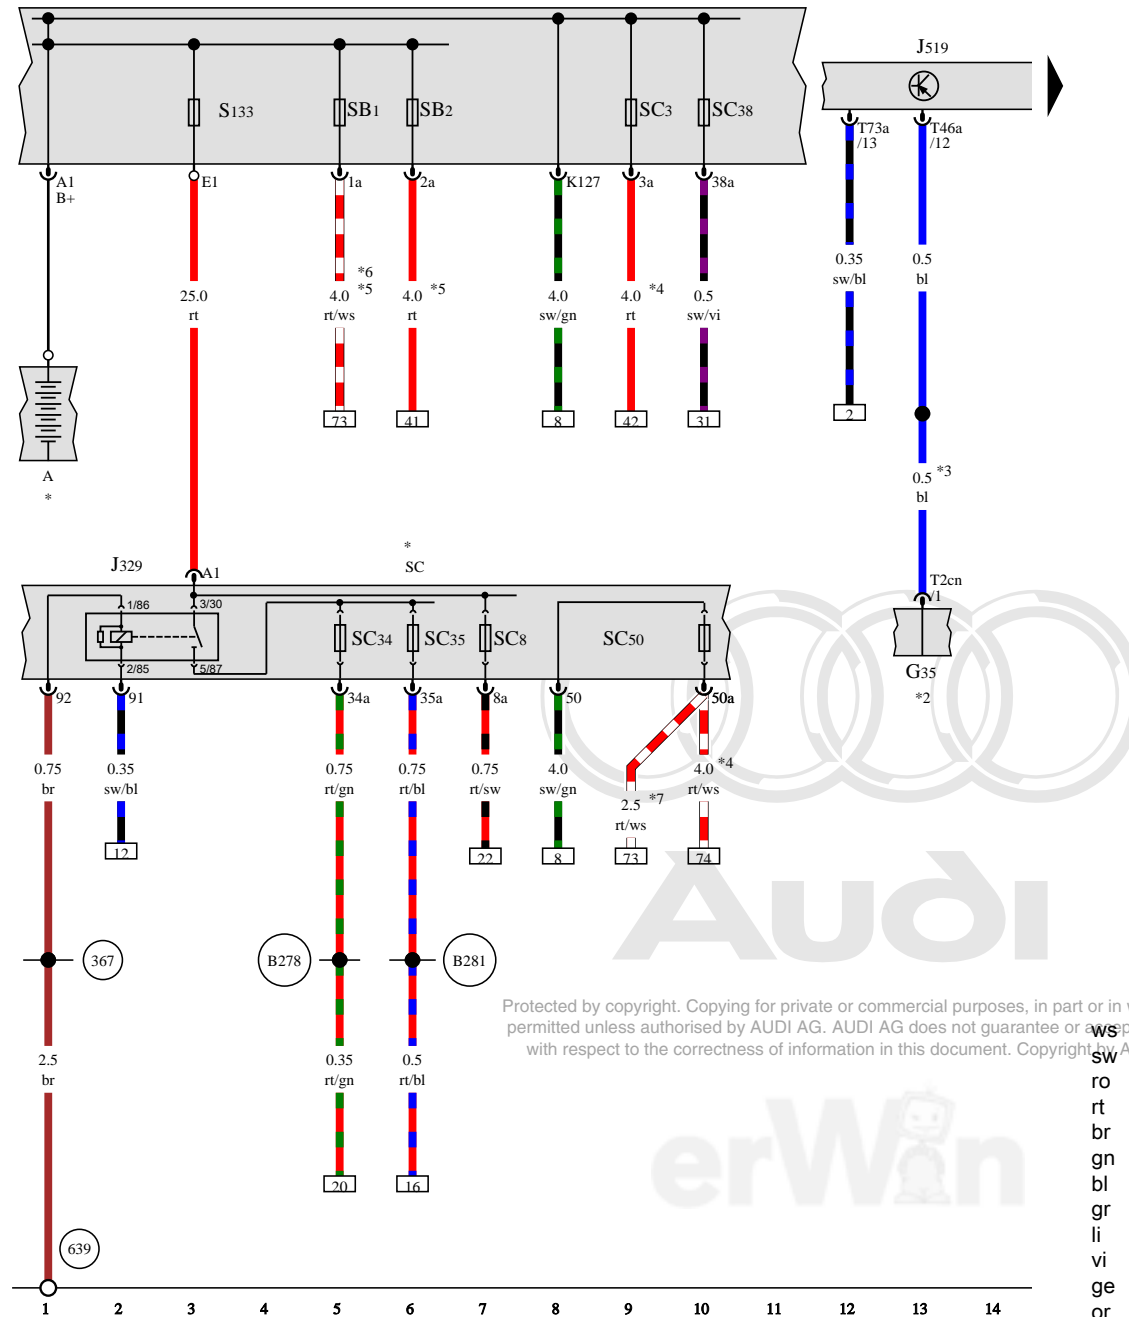 J519
S133
SB1
SB2
SC3
SC38
T73a
/13
T46a
/12
A1
B+
E1
1a
2a
K127
3a
38a
*6
*5
*5
*4
25.0
rt
4.0
rt/ws
4.0
rt
4.0
sw/gn
4.0
rt
0.5
sw/vi
0.35
sw/bl
0.5
bl
73
41
8
42
31
2
A
*
0.5
*3
bl
J329
A1
*
SC
T2cn
/1
1/86
3/30
2/85
5/87
SC34
SC35
SC8
SC50
G35
*2
92
91
34a
35a
8a
50
50a
0.75
br
0.35
sw/bl
0.75
rt/gn
0.75
rt/bl
0.75
rt/sw
4.0
sw/gn
2.5
*7
rt/ws
4.0
*4
rt/ws
12
22
8
73
74
Audi
367
B278
B281
Protected by copyright. Copying for private or commercial purposes, in part or in
permitted unless authorised by AUDI AG. AUDI AG does not guarantee or
with respect to the correctness of information in this document. Copyright by A
2.5
br
0.35
rt/gn
0.5
rt/bl
20
16
erWin
639
ws
sw
ro
rt
br
gn
bl
gr
li
vi
ge
or
1 2 3 4 5 6 7 8 9 10 11 12 13 14